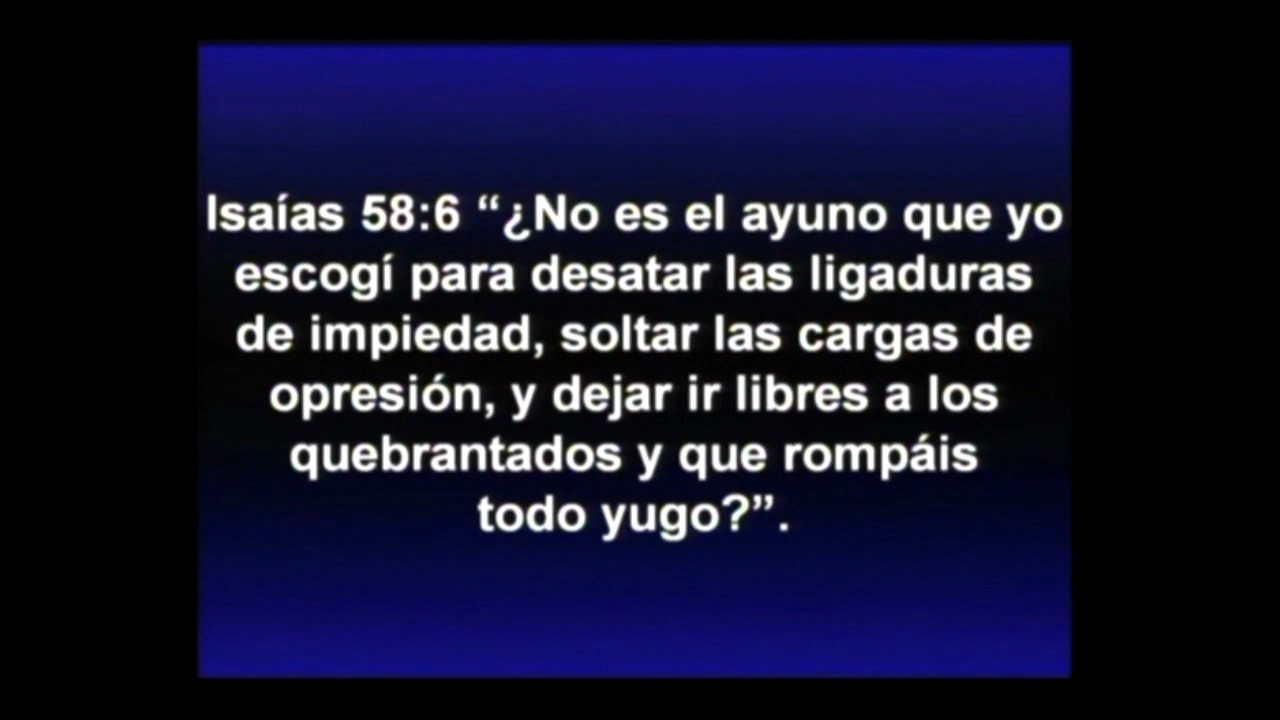 Isaías 58:6 “¿No es el ayuno que yo
escogí para desatar las ligaduras
de impiedad, soltar las cargas de
opresión, y dejar ir libres a los
quebrantados y que rompáis
todo yugo?”.